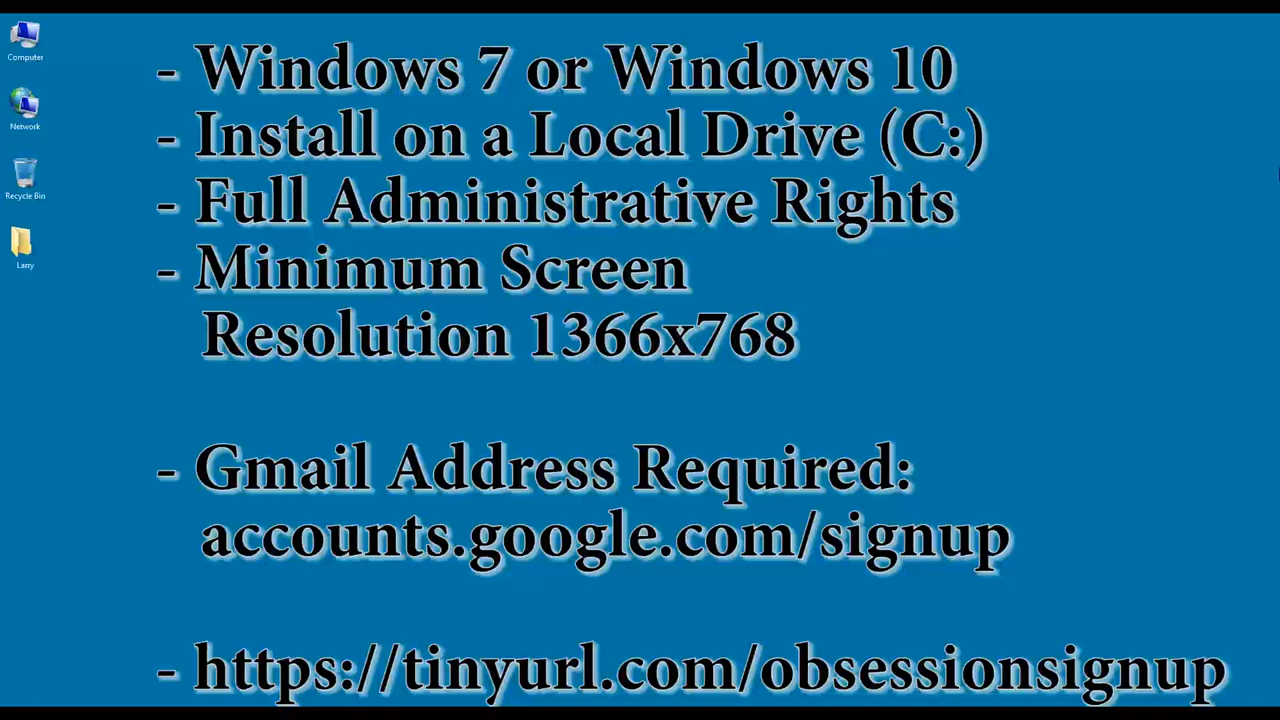 Computer
Network
Recycle Bin
Larry
- Windows 7 or Windows 10
- Install on a Local Drive (C:)
- Full Administrative Rights
- Minimum Screen
Resolution 1366x768
- Gmail Address Required:
accounts.google.com/signup
- https://tinyurl.com/obsessionsignup